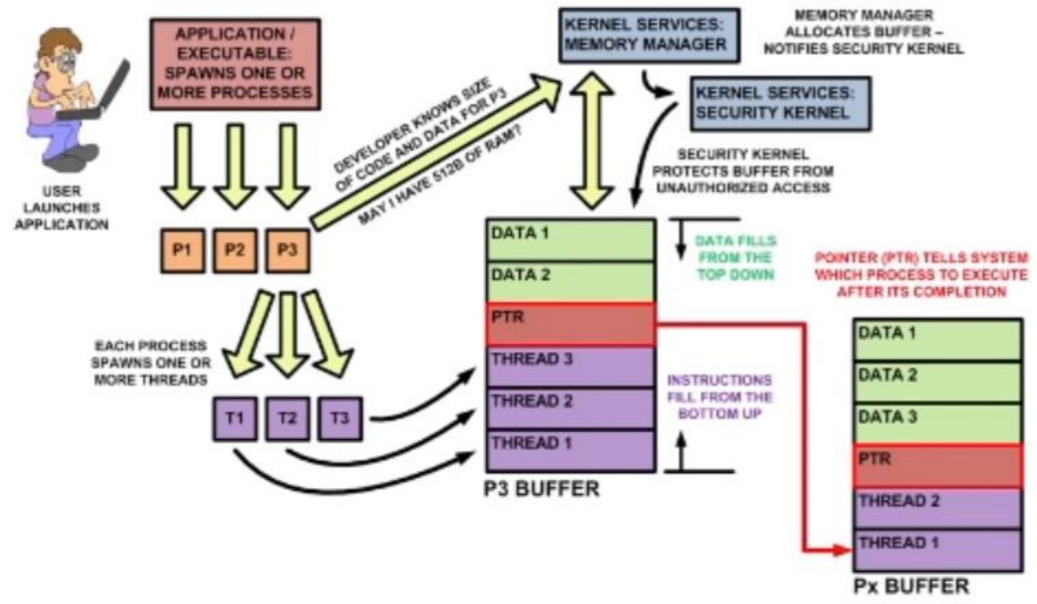 APPLICATION /
EXECUTABLE:
SPAWNS ONE OR
MORE PROCESSES
KERNEL SERVICES:
MEMORY MANAGER
MEMORY MANAGER
ALLOCATES BUFFER –
NOTIFIES SECURITY KERNEL
KERNEL SERVICES:
SECURITY KERNEL
DEVELOPER KNOWS SIZE
OF CODE AND DATA FOR P3
MAY I HAVE 512B OF RAM?
SECURITY KERNEL
PROTECTS BUFFER FROM
UNAUTHORIZED ACCESS
USER
LAUNCHES
APPLICATION
P1
P2
P3
DATA 1
DATA 2
PTR
THREAD 3
THREAD 2
THREAD 1
P3 BUFFER
DATA FILLS
FROM THE
TOP DOWN
POINTER (PTR) TELLS SYSTEM
WHICH PROCESS TO EXECUTE
AFTER ITS COMPLETION
EACH PROCESS
SPAWNS ONE OR
MORE THREADS
T1
T2
T3
INSTRUCTIONS
FILL FROM THE
BOTTOM UP
DATA 1
DATA 2
DATA 3
PTR
THREAD 2
THREAD 1
Px BUFFER